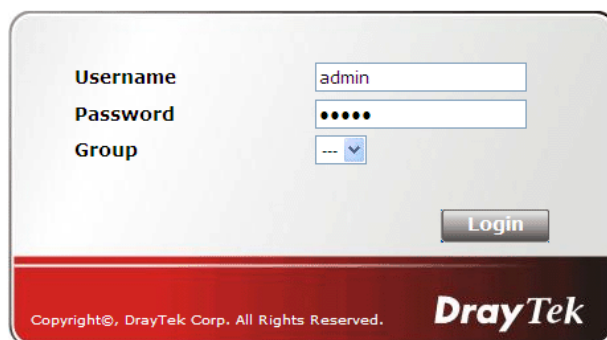 Username admin
Password •••••
Group ---
Login
Copyright©, DrayTek Corp. All Rights Reserved.
DrayTek